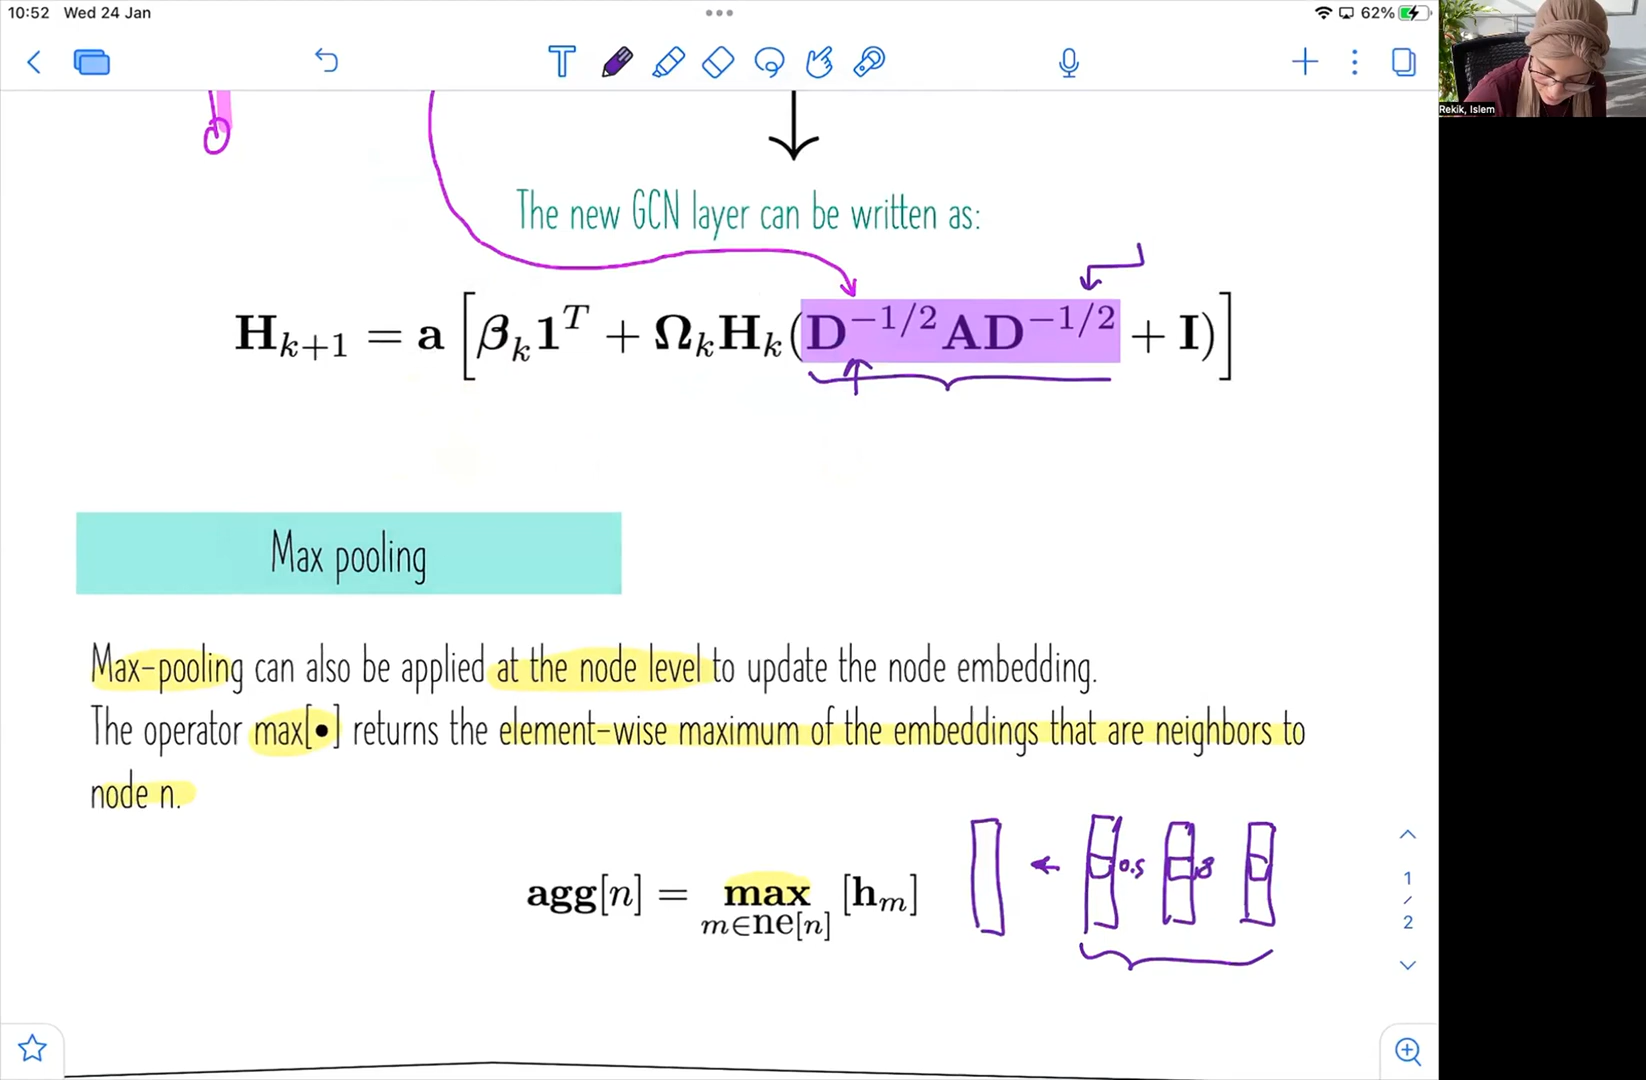 10:52 Wed 24 Jan
62%
T
Rekik, Islem
The new GCN layer can be written as:
H_{k+1} = a [β_k 1^T + Ω_k H_k (D^{-1/2} A D^{-1/2} + I)]
Max pooling
Max-pooling can also be applied at the node level to update the node embedding.
The operator max[•] returns the element-wise maximum of the embeddings that are neighbors to
node n.
agg[n] = max_{m∈ne[n]} [h_m]
0.5 .8
1
/
2